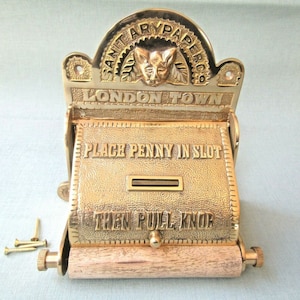 SANITARY PAPER Co
LONDON TOWN
PLACE PENNY IN SLOT
THEN PULL KNOB